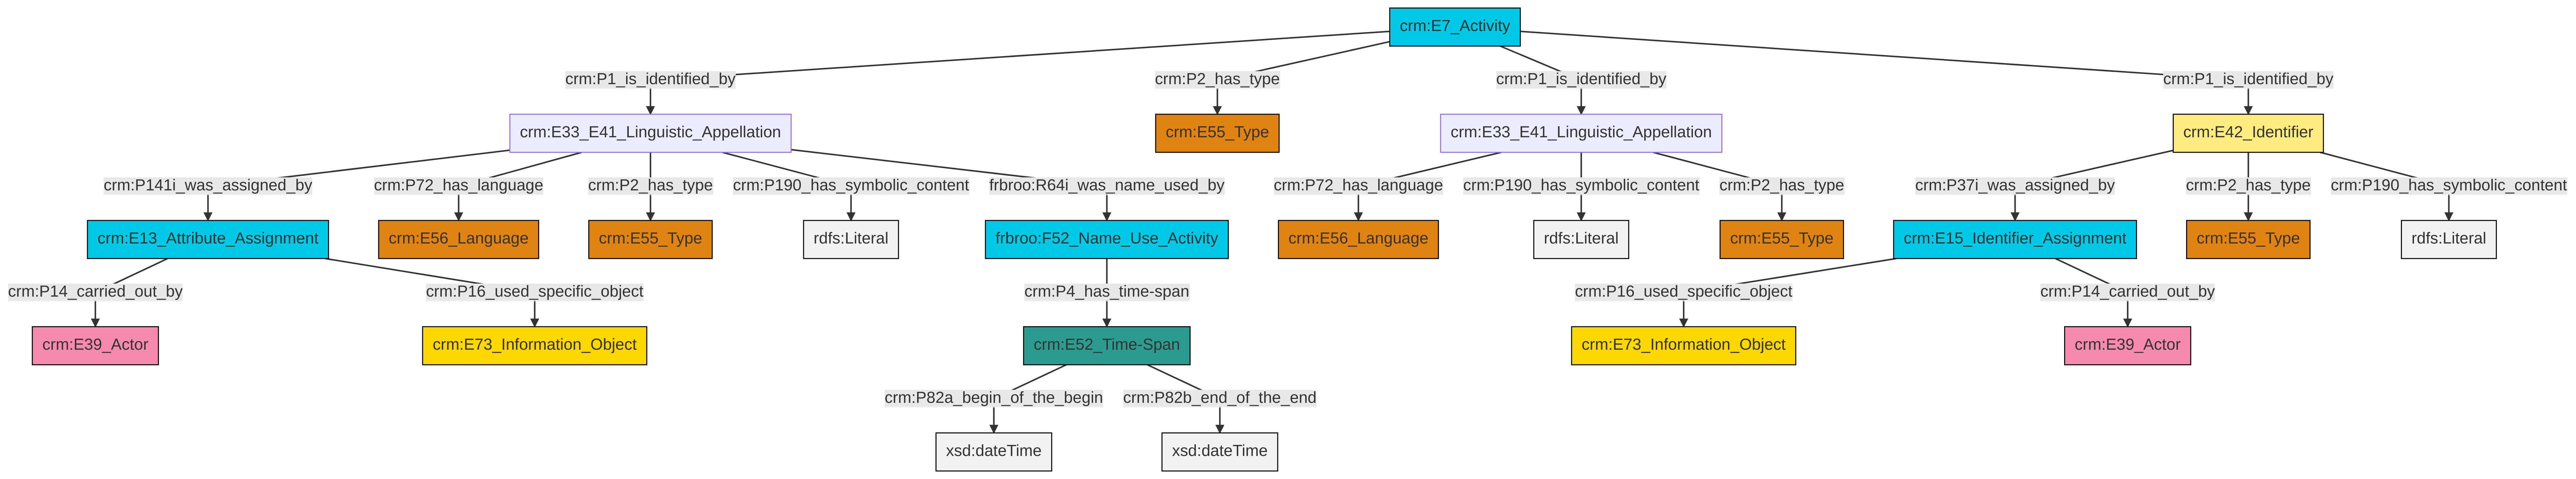 crm:E7_Activity
crm:P1_is_identified_by
crm:P2_has_type
crm:P1_is_identified_by
crm:P1_is_identified_by
crm:E33_E41_Linguistic_Appellation
crm:E55_Type
crm:E33_E41_Linguistic_Appellation
crm:E42_Identifier
crm:P141i_was_assigned_by
crm:P72_has_language
crm:P2_has_type
crm:P190_has_symbolic_content
frbroo:R64i_was_name_used_by
crm:P72_has_language
crm:P190_has_symbolic_content
crm:P2_has_type
crm:P37i_was_assigned_by
crm:P2_has_type
crm:P190_has_symbolic_content
crm:E13_Attribute_Assignment
crm:E56_Language
crm:E55_Type
rdfs:Literal
frbroo:F52_Name_Use_Activity
crm:E56_Language
rdfs:Literal
crm:E55_Type
crm:E15_Identifier_Assignment
crm:E55_Type
rdfs:Literal
crm:P14_carried_out_by
crm:P16_used_specific_object
crm:P4_has_time-span
crm:P16_used_specific_object
crm:P14_carried_out_by
crm:E39_Actor
crm:E73_Information_Object
crm:E52_Time-Span
crm:E73_Information_Object
crm:E39_Actor
crm:P82a_begin_of_the_begin
crm:P82b_end_of_the_end
xsd:dateTime
xsd:dateTime